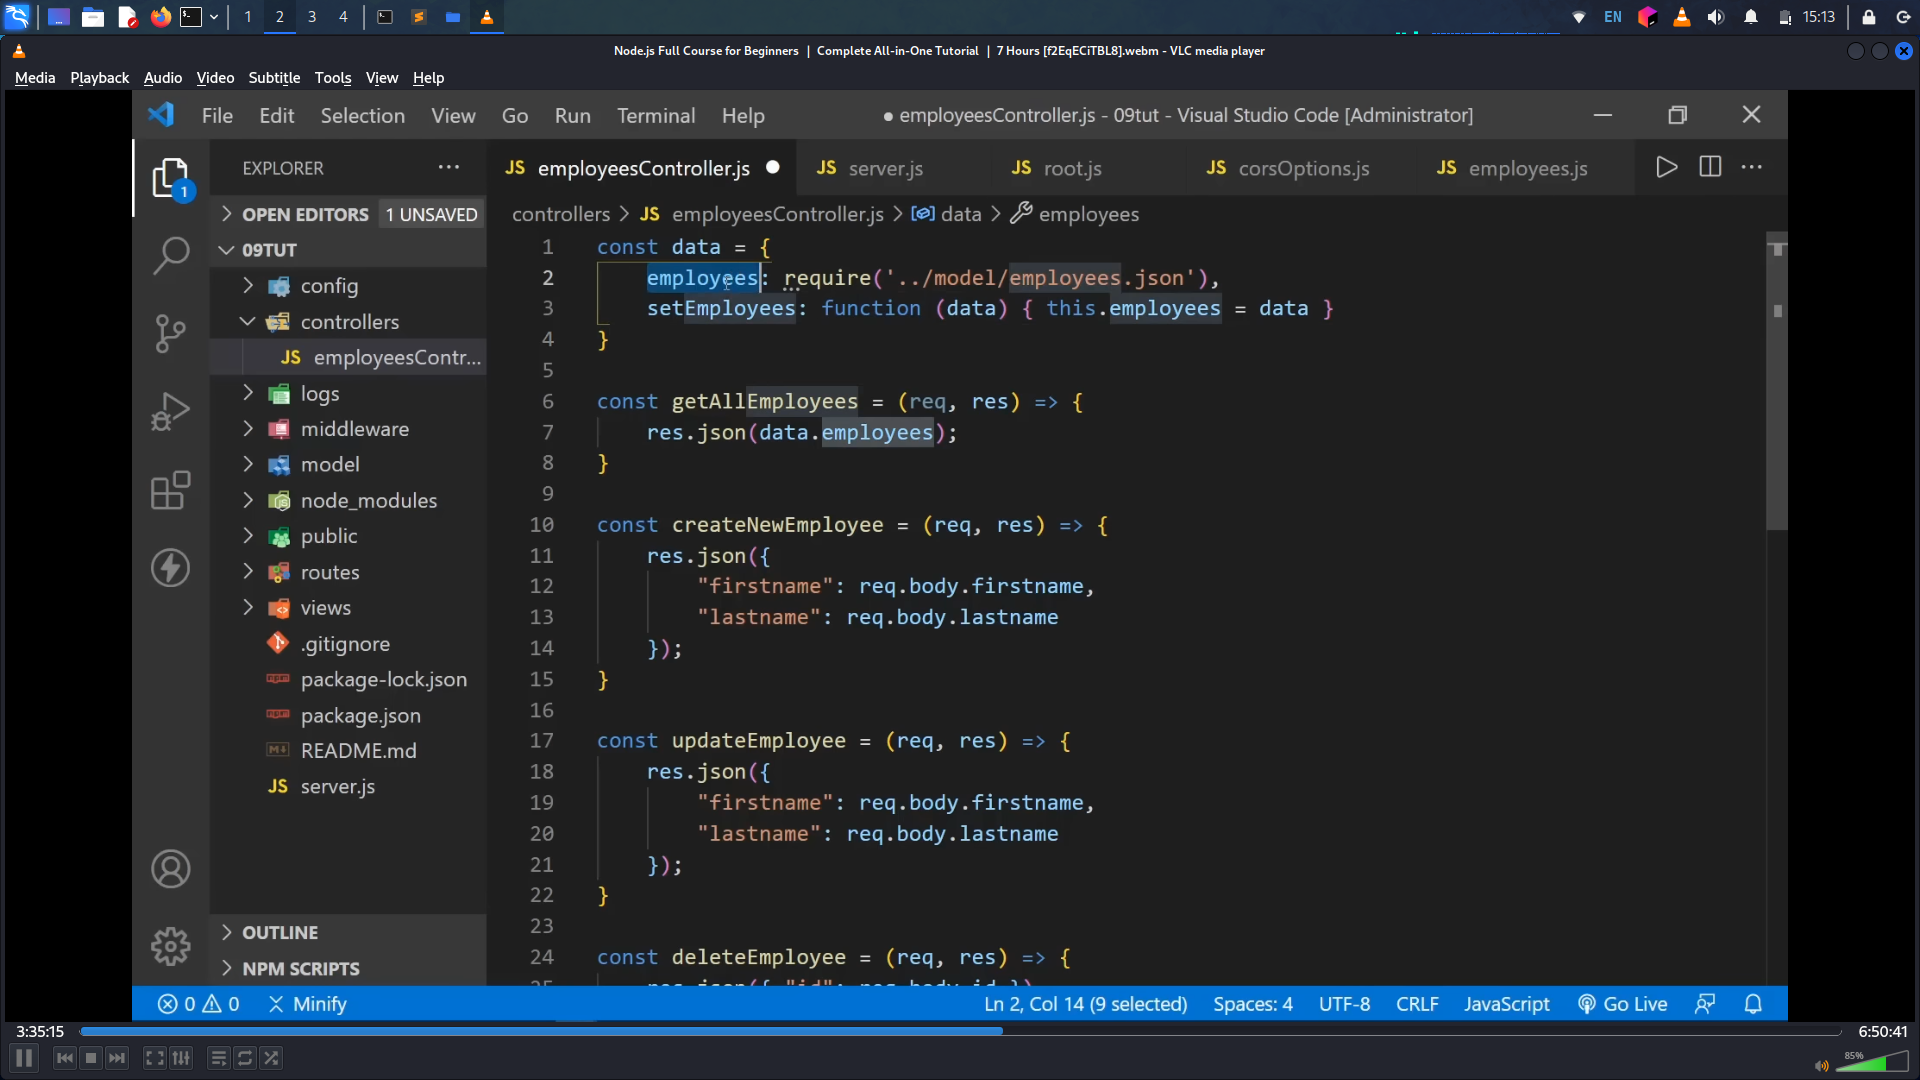 1 2 3 4 EN 15:13
Node.js Full Course for Beginners | Complete All-in-One Tutorial | 7 Hours [f2EqECiTBL8].webm - VLC media player
Media Playback Audio Video Subtitle Tools View Help
File Edit Selection View Go Run Terminal Help
● employeesController.js - 09tut - Visual Studio Code [Administrator]
1
EXPLORER ...
JS employeesController.js JS server.js JS root.js JS corsOptions.js JS employees.js
OPEN EDITORS 1 UNSAVED
controllers > JS employeesController.js > data > employees
09TUT
config
controllers
JS employeesContr...
logs
middleware
model
node_modules
public
routes
views
.gitignore
package-lock.json
package.json
README.md
JS server.js
OUTLINE
NPM SCRIPTS
1 const data = {
2 employees: require('../model/employees.json'),
3 setEmployees: function (data) { this.employees = data }
4 }
5
6 const getAllEmployees = (req, res) => {
7 res.json(data.employees);
8 }
9
10 const createNewEmployee = (req, res) => {
11 res.json({
12 "firstname": req.body.firstname,
13 "lastname": req.body.lastname
14 });
15 }
16
17 const updateEmployee = (req, res) => {
18 res.json({
19 "firstname": req.body.firstname,
20 "lastname": req.body.lastname
21 });
22 }
23
24 const deleteEmployee = (req, res) => {
25 res.json({ "id": req.body.id })
0 0 Minify Ln 2, Col 14 (9 selected) Spaces: 4 UTF-8 CRLF JavaScript Go Live
3:35:15 6:50:41
85%